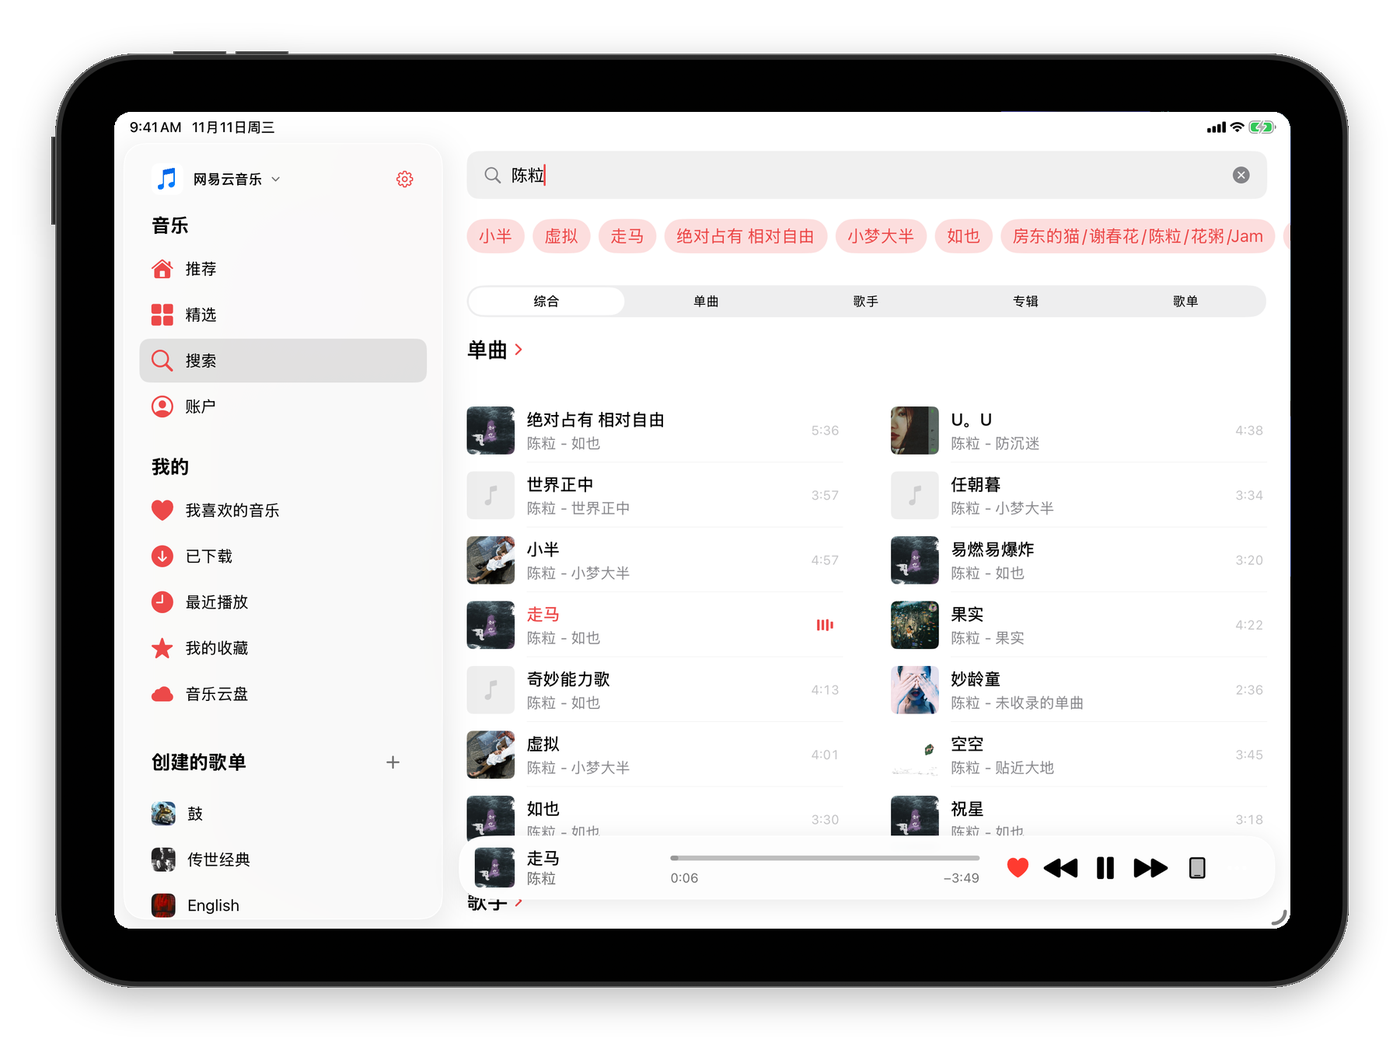 9:41 AM 11月11日周三
网易云音乐
音乐
推荐
精选
搜索
账户
我的
我喜欢的音乐
已下载
最近播放
我的收藏
音乐云盘
创建的歌单
鼓
传世经典
English
陈粒
小半
虚拟
走马
绝对占有 相对自由
小梦大半
如也
房东的猫/谢春花/陈粒/花粥/Jam
综合
单曲
歌手
专辑
歌单
单曲
绝对占有 相对自由
陈粒 - 如也
5:36
U。U
陈粒 - 防沉迷
4:38
世界正中
陈粒 - 世界正中
3:57
任朝暮
陈粒 - 小梦大半
3:34
小半
陈粒 - 小梦大半
4:57
易燃易爆炸
陈粒 - 如也
3:20
走马
陈粒 - 如也
果实
陈粒 - 果实
4:22
奇妙能力歌
陈粒 - 如也
4:13
妙龄童
陈粒 - 未收录的单曲
2:36
虚拟
陈粒 - 小梦大半
4:01
空空
陈粒 - 贴近大地
3:45
如也
陈粒 - 如也
3:30
祝星
陈粒 - 如也
3:18
走马
陈粒
0:06
−3:49
歌手